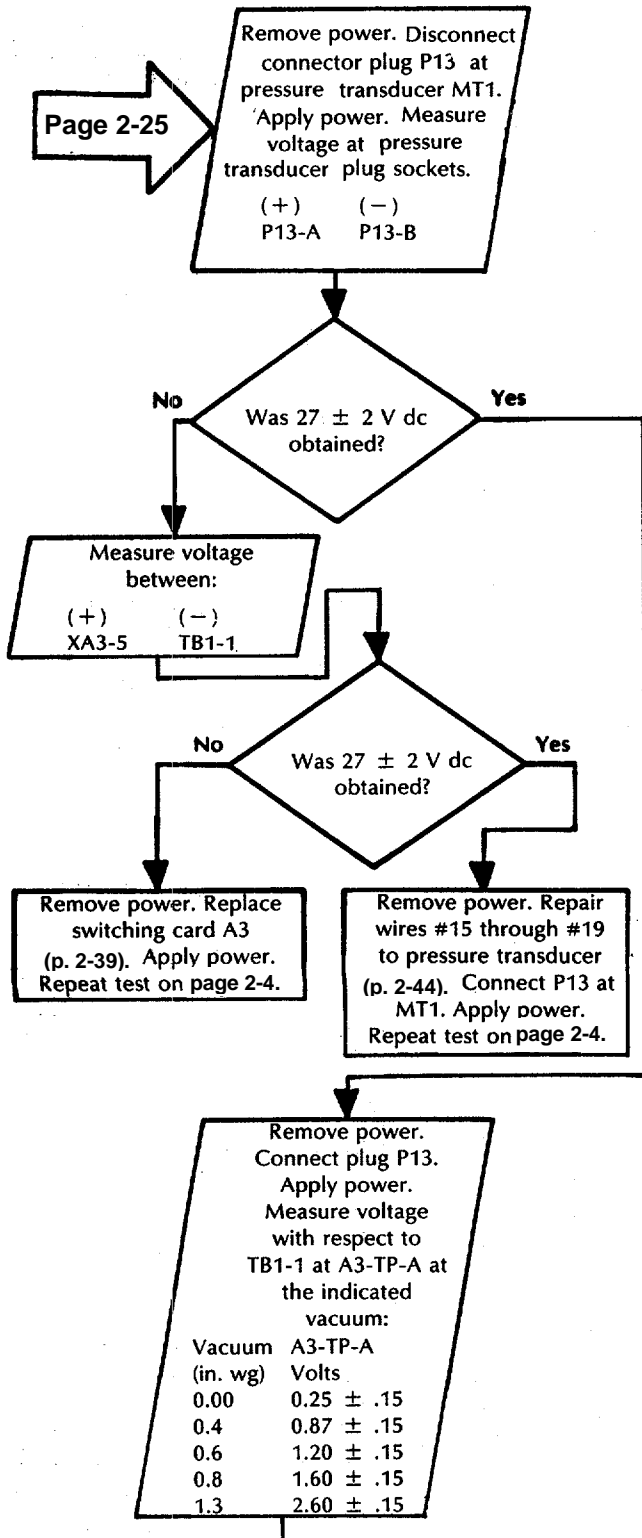 Page 2-25
Remove power. Disconnect
connector plug P13 at
pressure transducer MT1.
Apply power. Measure
voltage at pressure
transducer plug sockets.
(+) (−)
P13-A P13-B
Was 27 ± 2 V dc
obtained?
No
Yes
Measure voltage
between:
(+) (−)
XA3-5 TB1-1
Was 27 ± 2 V dc
obtained?
No
Yes
Remove power. Replace
switching card A3
(p. 2-39). Apply power.
Repeat test on page 2-4.
Remove power. Repair
wires #15 through #19
to pressure transducer
(p. 2-44). Connect P13 at
MT1. Apply power.
Repeat test on page 2-4.
Remove power.
Connect plug P13.
Apply power.
Measure voltage
with respect to
TB1-1 at A3-TP-A at
the indicated
vacuum:
Vacuum A3-TP-A
(in. wg) Volts
0.00 0.25 ± .15
0.4 0.87 ± .15
0.6 1.20 ± .15
0.8 1.60 ± .15
1.3 2.60 ± .15